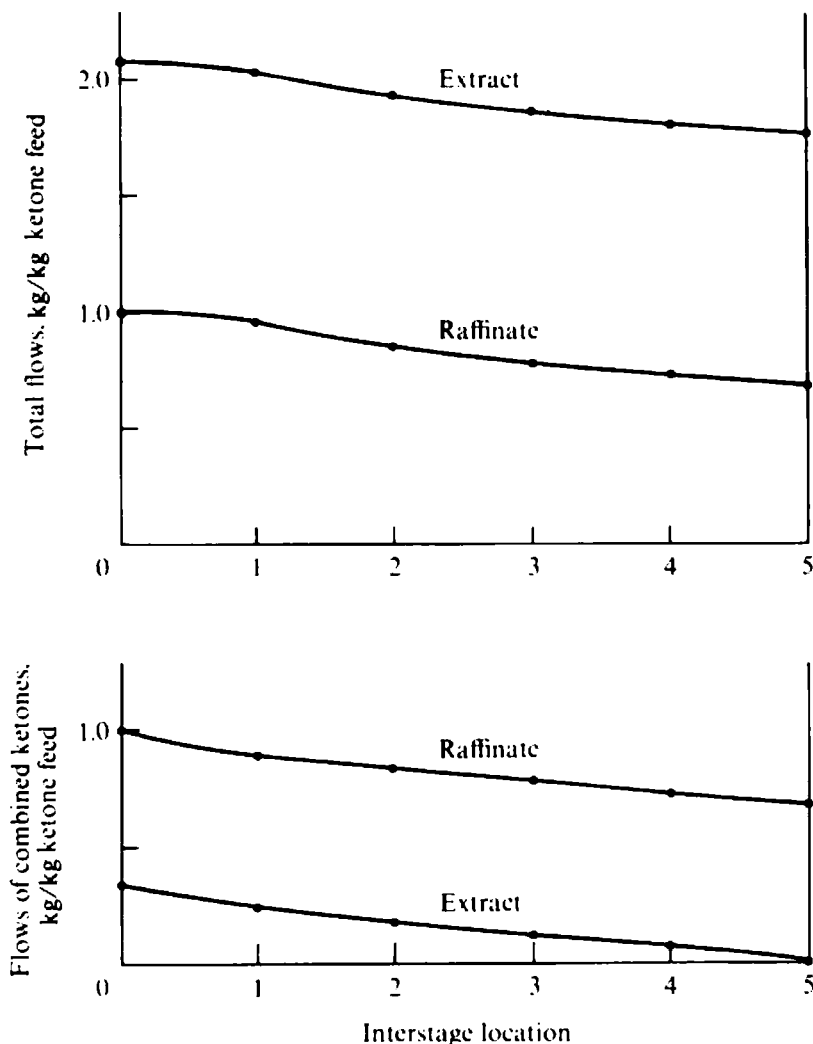 Total flows. kg/kg ketone feed
2.0
1.0
Extract
Raffinate
0 1 2 3 4 5
Flows of combined ketones.
kg/kg ketone feed
1.0
Raffinate
Extract
0 1 2 3 4 5
Interstage location